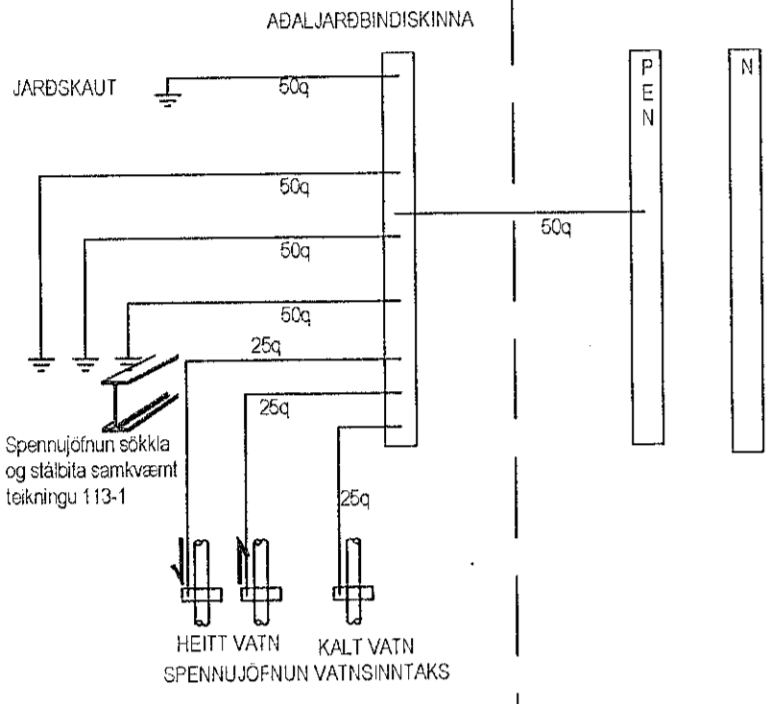 AÐALJARÐBINDISKINNA
JARÐSKAUT
50q
PEN
N
50q
50q
50q
50q
25q
25q
Spennujöfnun sökkla
og stálbita samkvæmt
teikningu 113-1
25q
HEITT VATN
KALT VATN
SPENNUJÖFNUN VATNSINNTAKS